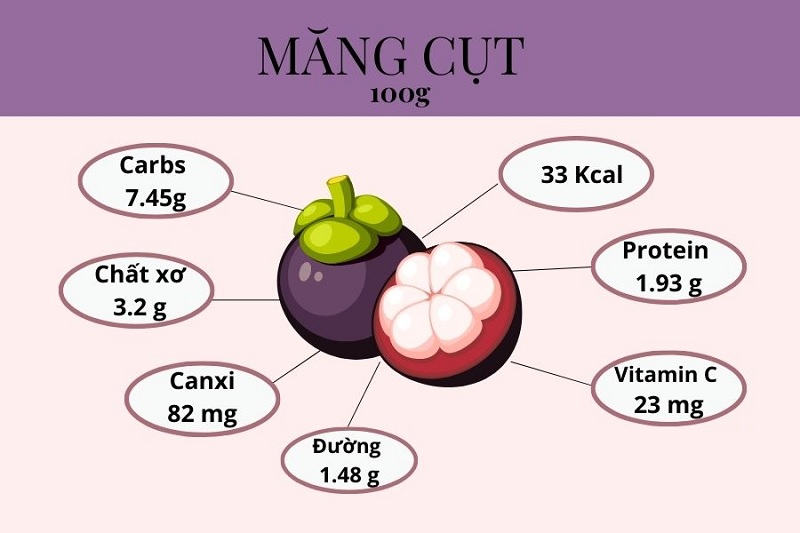 MĂNG CỤT
100g
Carbs
7.45g
33 Kcal
Chất xơ
3.2 g
Protein
1.93 g
Canxi
82 mg
Vitamin C
23 mg
Đường
1.48 g